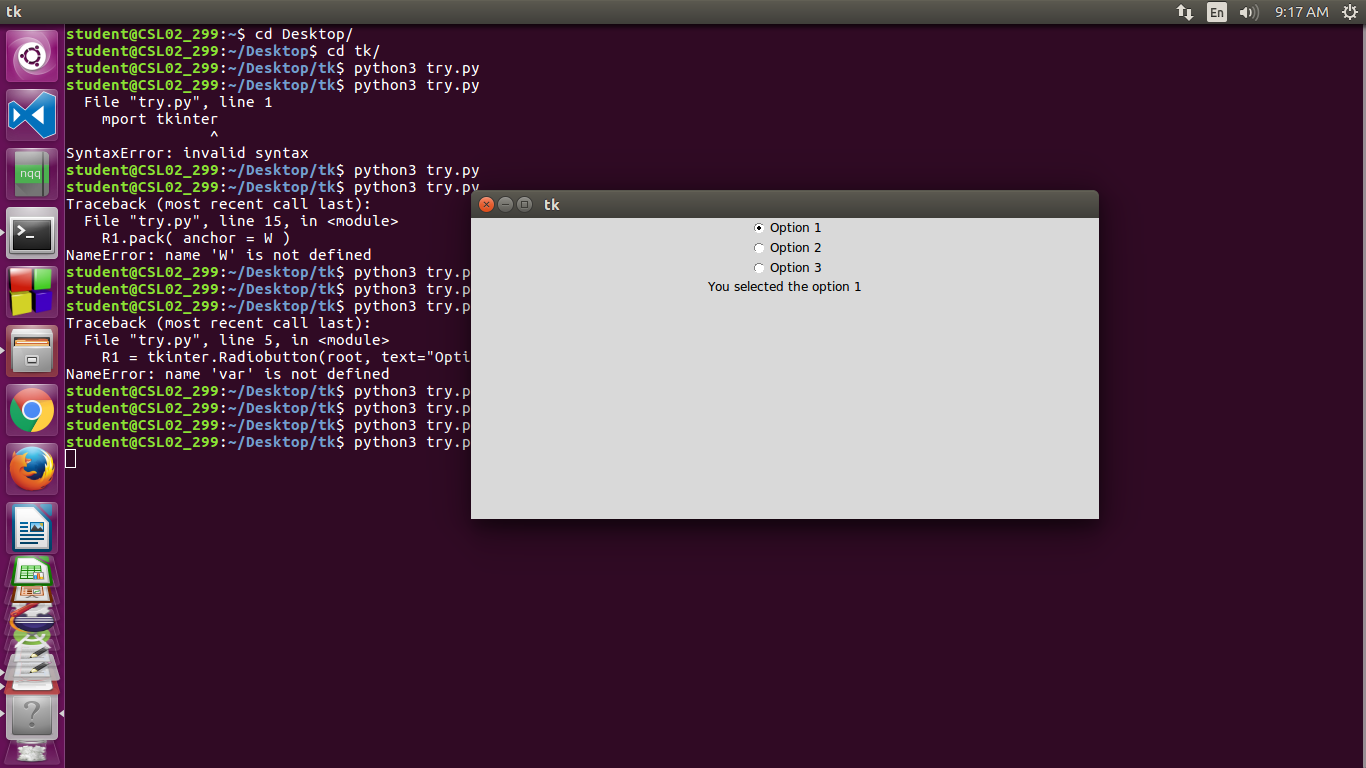 tk
En
9:17 AM
student@CSL02_299:~$ cd Desktop/
student@CSL02_299:~/Desktop$ cd tk/
student@CSL02_299:~/Desktop/tk$ python3 try.py
student@CSL02_299:~/Desktop/tk$ python3 try.py
File "try.py", line 1
mport tkinter
^
SyntaxError: invalid syntax
student@CSL02_299:~/Desktop/tk$ python3 try.py
student@CSL02_299:~/Desktop/tk$ python3 try.py
Traceback (most recent call last):
File "try.py", line 15, in <module>
R1.pack( anchor = W )
NameError: name 'W' is not defined
student@CSL02_299:~/Desktop/tk$ python3 try.p
student@CSL02_299:~/Desktop/tk$ python3 try.p
student@CSL02_299:~/Desktop/tk$ python3 try.p
Traceback (most recent call last):
File "try.py", line 5, in <module>
R1 = tkinter.Radiobutton(root, text="Opti
NameError: name 'var' is not defined
student@CSL02_299:~/Desktop/tk$ python3 try.p
student@CSL02_299:~/Desktop/tk$ python3 try.p
student@CSL02_299:~/Desktop/tk$ python3 try.p
student@CSL02_299:~/Desktop/tk$ python3 try.p
tk
Option 1
Option 2
Option 3
You selected the option 1
nqq
>_
?